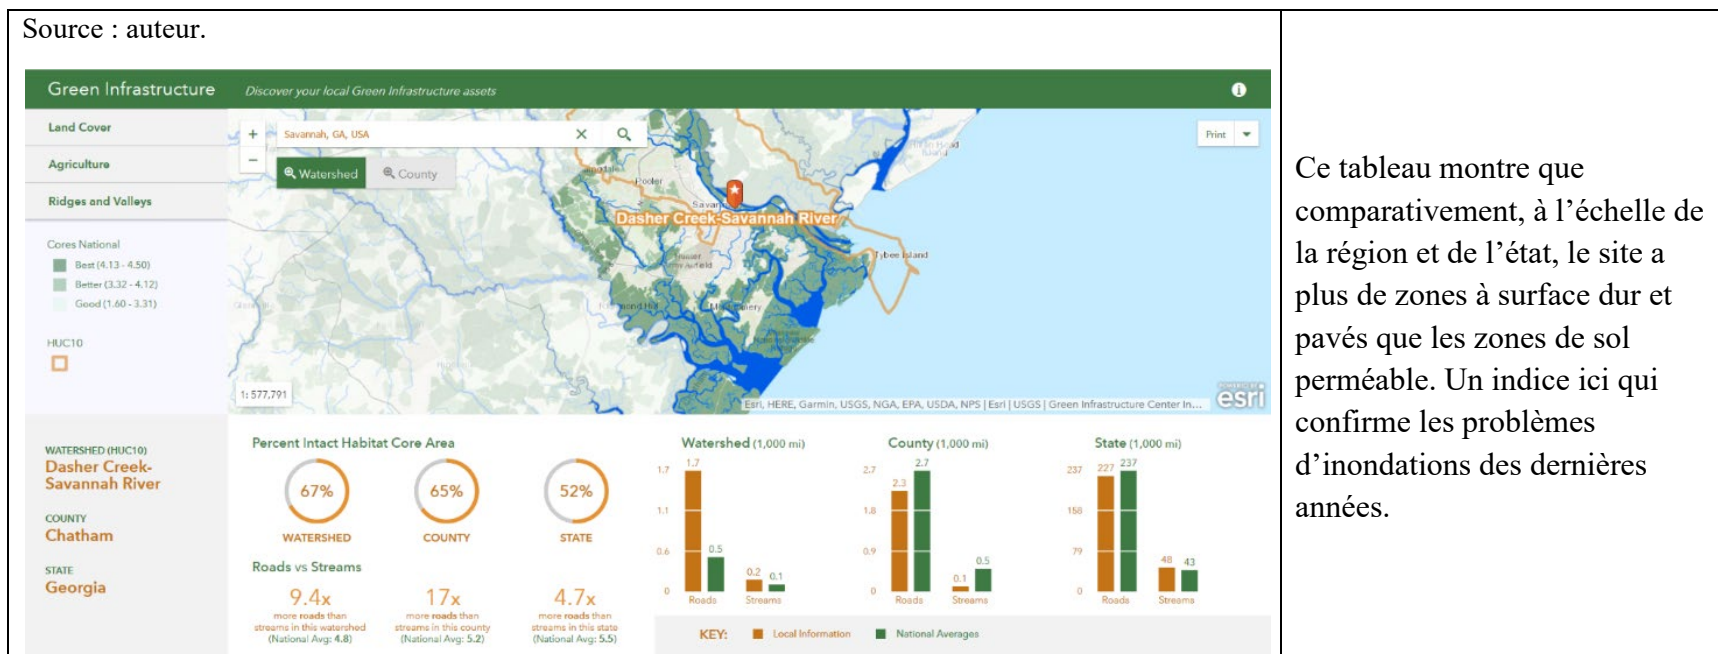 Source : auteur.
Green Infrastructure
Discover your local Green Infrastructure assets
Land Cover
Agriculture
Ridges and Valleys
Cores National
Best (4.13 - 4.50)
Better (3.32 - 4.12)
Good (1.60 - 3.31)
HUC10
+
Savannah, GA, USA
−
Watershed
County
Print
Pooler
Dasher Creek-Savannah River
Tybee Island
1: 577,791
Esri, HERE, Garmin, USGS, NGA, EPA, USDA, NPS | Esri | USGS | Green Infrastructure Center In...
POWERED BY
esri
WATERSHED (HUC10)
Dasher Creek-
Savannah River
COUNTY
Chatham
STATE
Georgia
Percent Intact Habitat Core Area
67%
WATERSHED
65%
COUNTY
52%
STATE
Roads vs Streams
9.4x
more roads than
streams in this watershed
(National Avg: 4.8)
17x
more roads than
streams in this county
(National Avg: 5.2)
4.7x
more roads than
streams in this state
(National Avg: 5.5)
Watershed (1,000 mi)
1.7
1.1
0.6
0
1.7
0.5
0.2
0.1
Roads
Streams
County (1,000 mi)
2.7
1.8
0.9
0
2.3
2.7
0.1
0.5
Roads
Streams
State (1,000 mi)
237
158
79
0
227
237
48
43
Roads
Streams
KEY:
Local Information
National Averages
Ce tableau montre que
comparativement, à l’échelle de
la région et de l’état, le site a
plus de zones à surface dur et
pavés que les zones de sol
perméable. Un indice ici qui
confirme les problèmes
d’inondations des dernières
années.